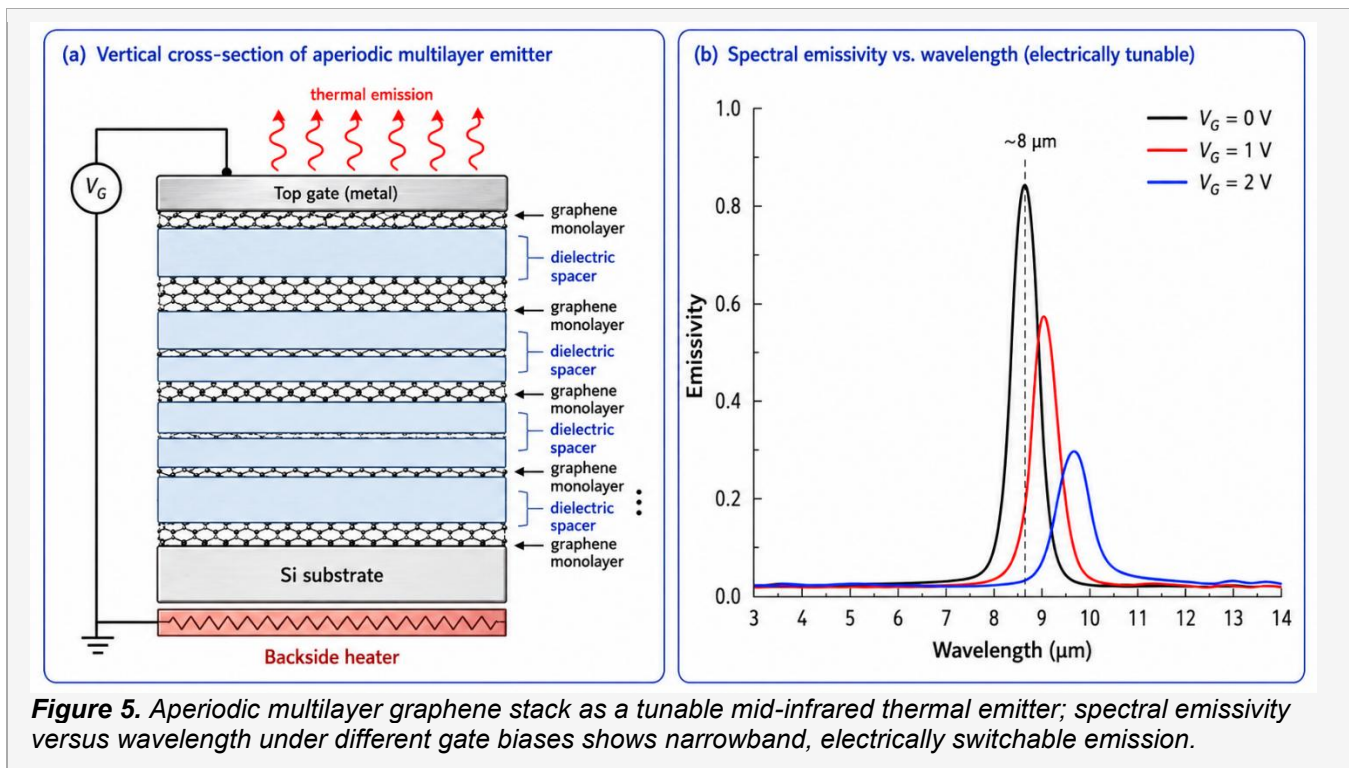 (a) Vertical cross-section of aperiodic multilayer emitter
thermal emission
V_G
Top gate (metal)
graphene
monolayer
dielectric
spacer
graphene
monolayer
dielectric
spacer
graphene
monolayer
dielectric
spacer
graphene
monolayer
dielectric
spacer
graphene
monolayer
Si substrate
Backside heater
(b) Spectral emissivity vs. wavelength (electrically tunable)
1.0
0.8
0.6
0.4
0.2
0.0
Emissivity
~8 μm
V_G = 0 V
V_G = 1 V
V_G = 2 V
3 4 5 6 7 8 9 10 11 12 13 14
Wavelength (μm)
Figure 5. Aperiodic multilayer graphene stack as a tunable mid-infrared thermal emitter; spectral emissivity
versus wavelength under different gate biases shows narrowband, electrically switchable emission.